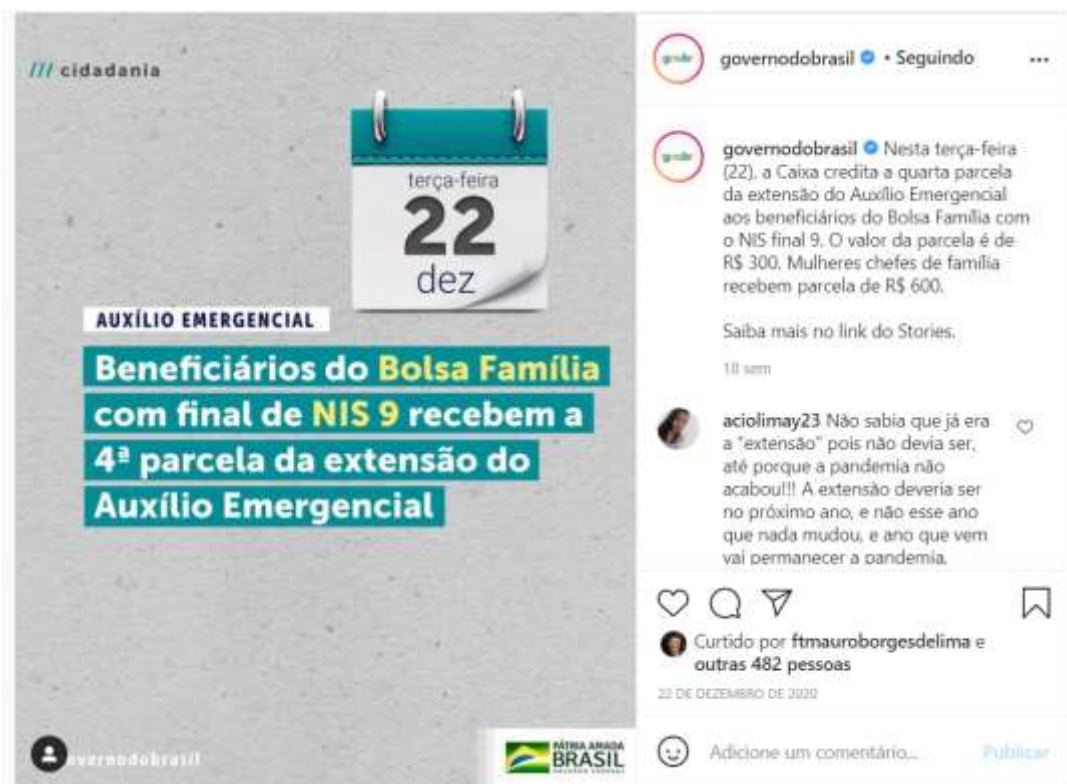 /// cidadania
terça-feira
22
dez
AUXÍLIO EMERGENCIAL
Beneficiários do Bolsa Família
com final de NIS 9 recebem a
4ª parcela da extensão do
Auxílio Emergencial
overnodobrasil
PÁTRIA AMADA
BRASIL
GOVERNO FEDERAL
governodobrasil • Seguindo
governodobrasil Nesta terça-feira
(22), a Caixa credita a quarta parcela
da extensão do Auxílio Emergencial
aos beneficiários do Bolsa Família com
o NIS final 9. O valor da parcela é de
R$ 300. Mulheres chefes de família
recebem parcela de R$ 600.
Saiba mais no link do Stories.
18 sem
aciolimay23 Não sabia que já era
a "extensão" pois não devia ser,
até porque a pandemia não
acabou!!! A extensão deveria ser
no próximo ano, e não esse ano
que nada mudou, e ano que vem
vai permanecer a pandemia.
Curtido por ftmauroborgesdelima e
outras 482 pessoas
22 DE DEZEMBRO DE 2020
Adicione um comentário...
Publicar